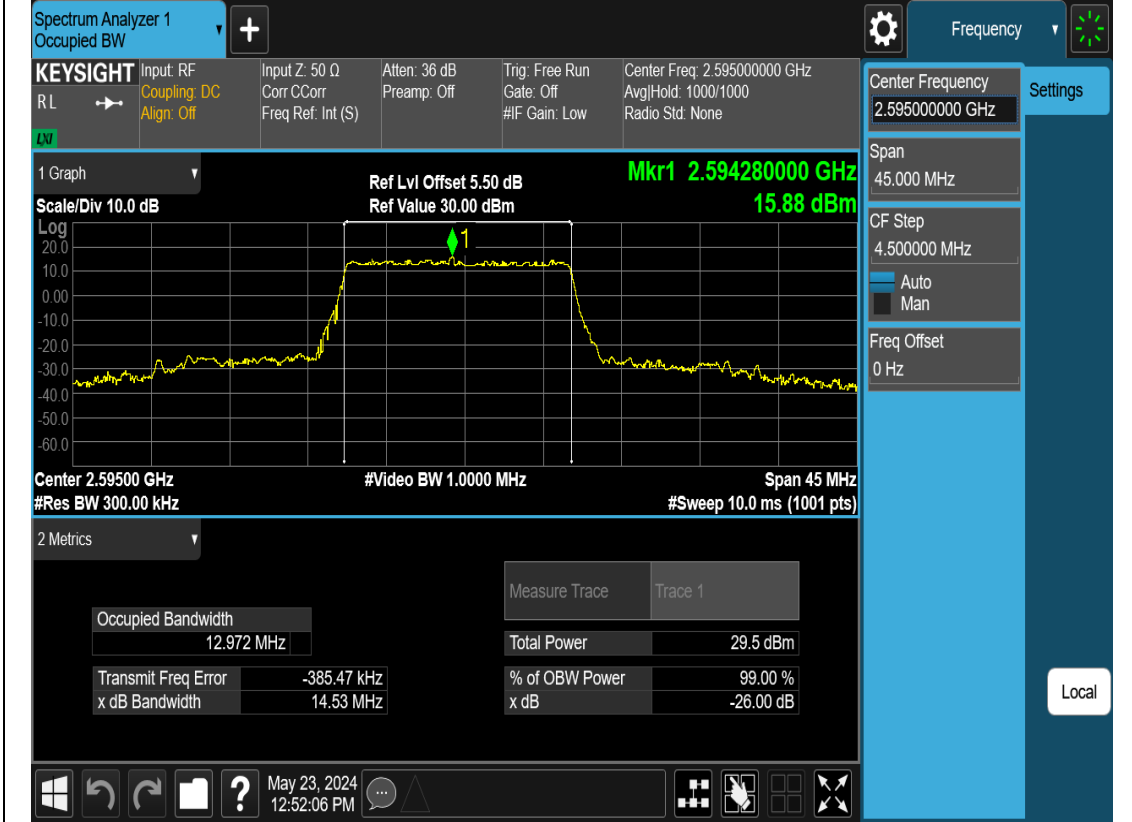 Spectrum Analyzer 1
Occupied BW
+
Frequency
KEYSIGHT
RL
LXI
Input: RF
Coupling: DC
Align: Off
Input Z: 50 Ω
Corr CCorr
Freq Ref: Int (S)
Atten: 36 dB
Preamp: Off
Trig: Free Run
Gate: Off
#IF Gain: Low
Center Freq: 2.595000000 GHz
Avg|Hold: 1000/1000
Radio Std: None
Center Frequency
2.595000000 GHz
Settings
Span
45.000 MHz
CF Step
4.500000 MHz
Auto
Man
Freq Offset
0 Hz
Local
1 Graph
Scale/Div 10.0 dB
Ref Lvl Offset 5.50 dB
Ref Value 30.00 dBm
Mkr1 2.594280000 GHz
15.88 dBm
Log
1
20.0
10.0
0.00
-10.0
-20.0
-30.0
-40.0
-50.0
-60.0
Center 2.59500 GHz
#Video BW 1.0000 MHz
Span 45 MHz
#Res BW 300.00 kHz
#Sweep 10.0 ms (1001 pts)
2 Metrics
Measure Trace Trace 1
Occupied Bandwidth
12.972 MHz
Total Power 29.5 dBm
Transmit Freq Error -385.47 kHz
% of OBW Power 99.00 %
x dB Bandwidth 14.53 MHz
x dB -26.00 dB
?
May 23, 2024
12:52:06 PM